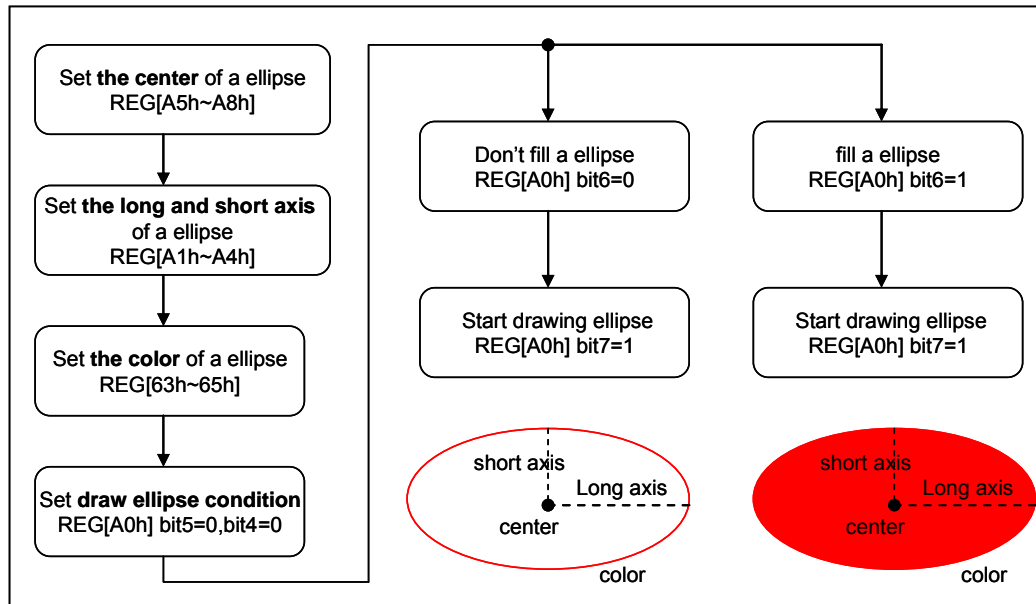 Set the center of a ellipse
REG[A5h~A8h]
Set the long and short axis
of a ellipse
REG[A1h~A4h]
Set the color of a ellipse
REG[63h~65h]
Set draw ellipse condition
REG[A0h] bit5=0,bit4=0
Don't fill a ellipse
REG[A0h] bit6=0
Start drawing ellipse
REG[A0h] bit7=1
short axis
Long axis
center
color
fill a ellipse
REG[A0h] bit6=1
Start drawing ellipse
REG[A0h] bit7=1
short axis
Long axis
center
color